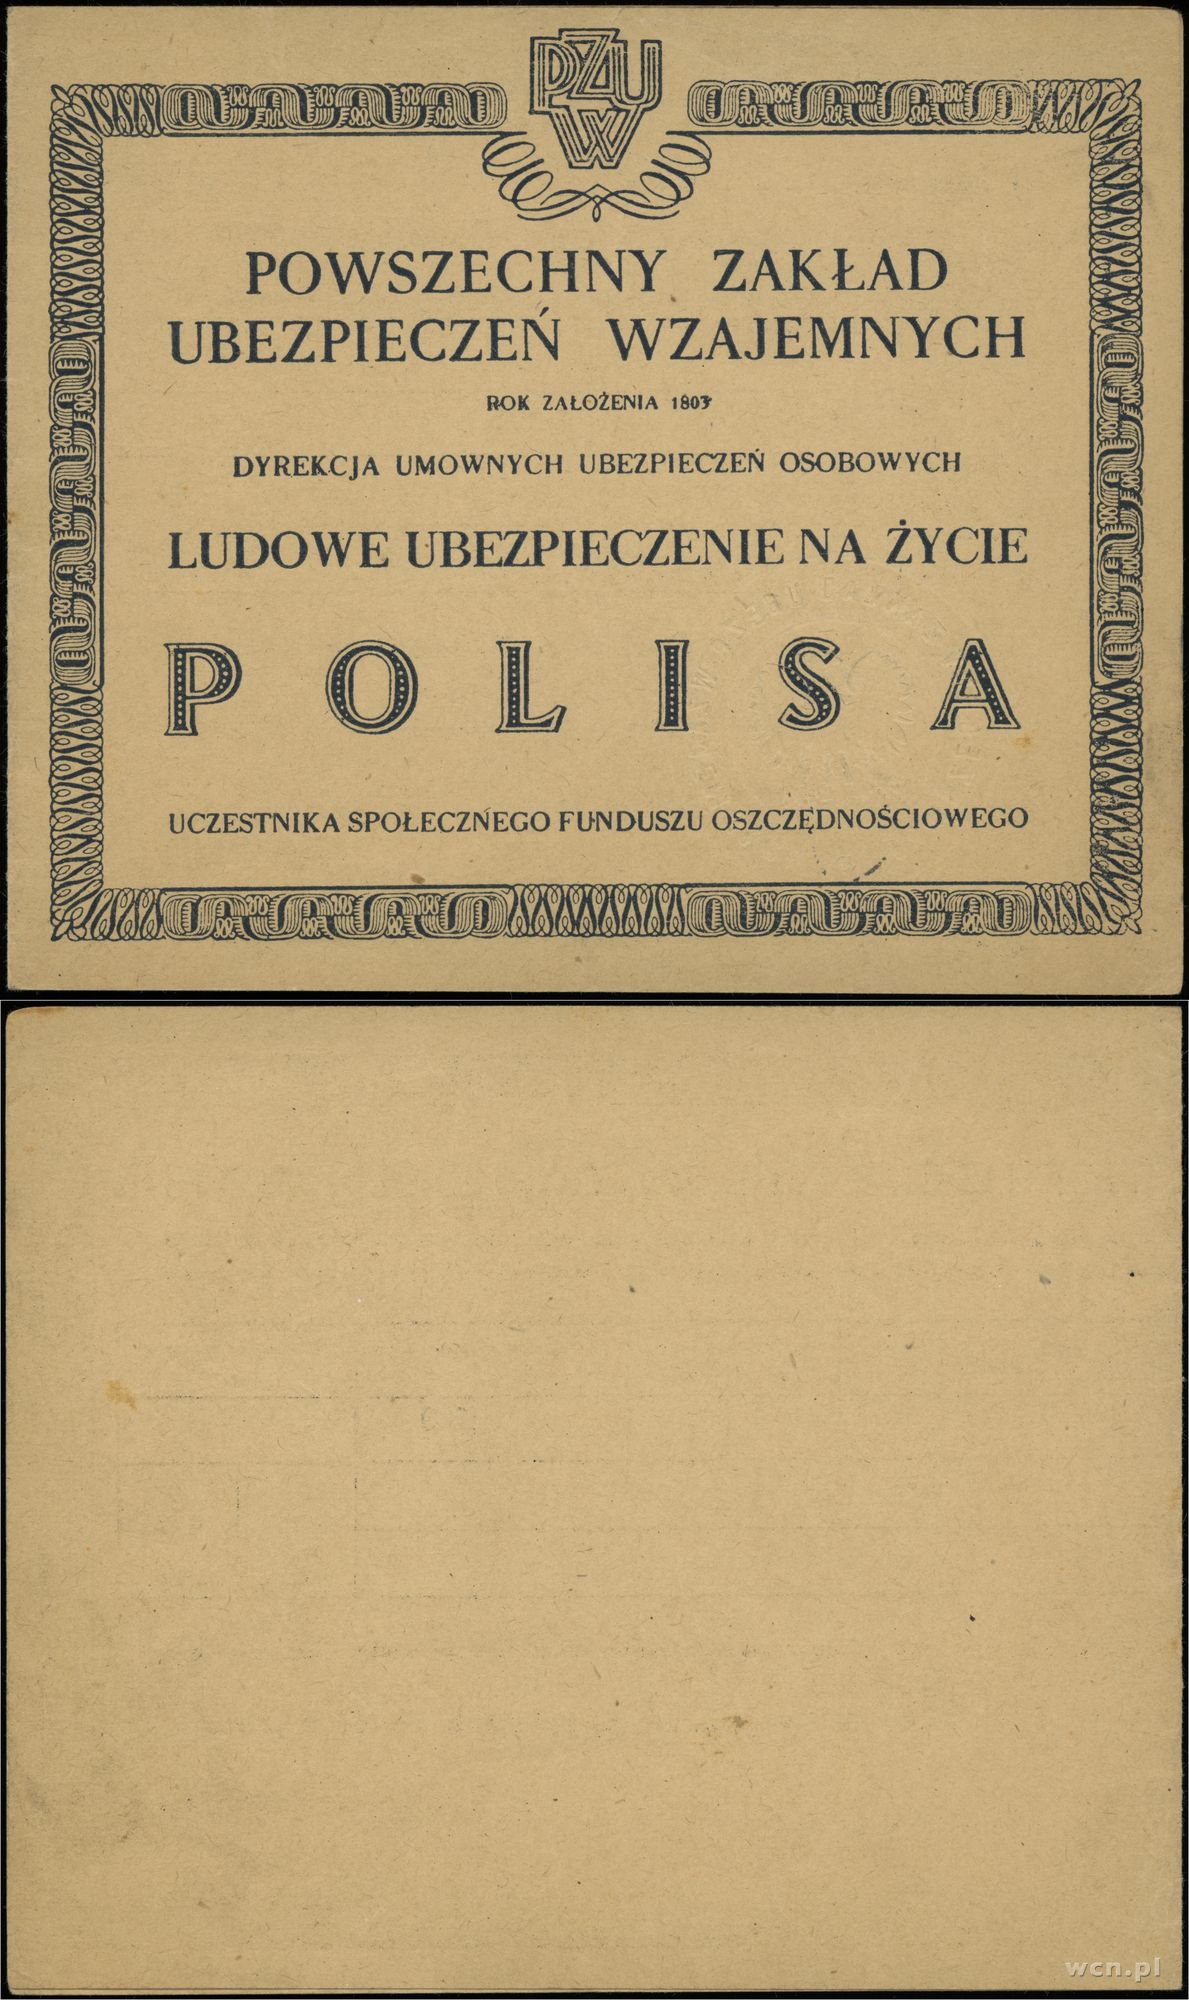 PZU
W
POWSZECHNY ZAKŁAD
UBEZPIECZEŃ WZAJEMNYCH
ROK ZAŁOŻENIA 1803
DYREKCJA UMOWNYCH UBEZPIECZEŃ OSOBOWYCH
LUDOWE UBEZPIECZENIE NA ŻYCIE
POLISA
UCZESTNIKA SPOŁECZNEGO FUNDUSZU OSZCZĘDNOŚCIOWEGO
wcn.pl